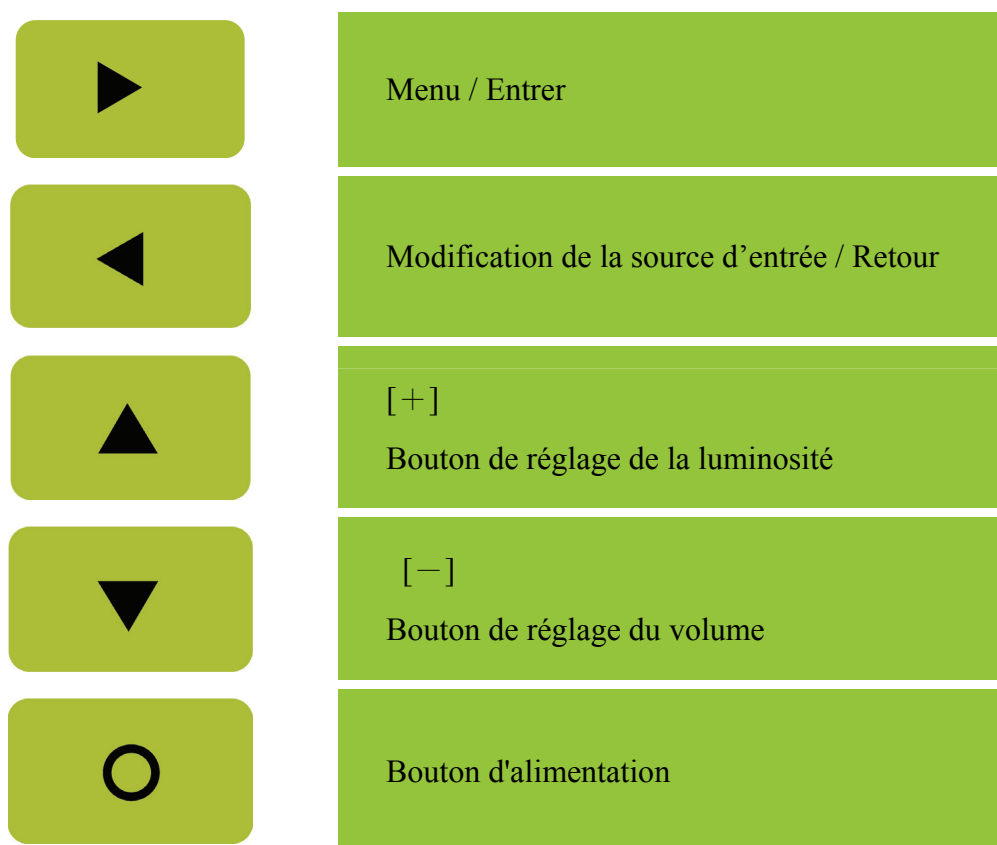 Menu / Entrer
Modification de la source d’entrée / Retour
[＋]
Bouton de réglage de la luminosité
[－]
Bouton de réglage du volume
Bouton d'alimentation